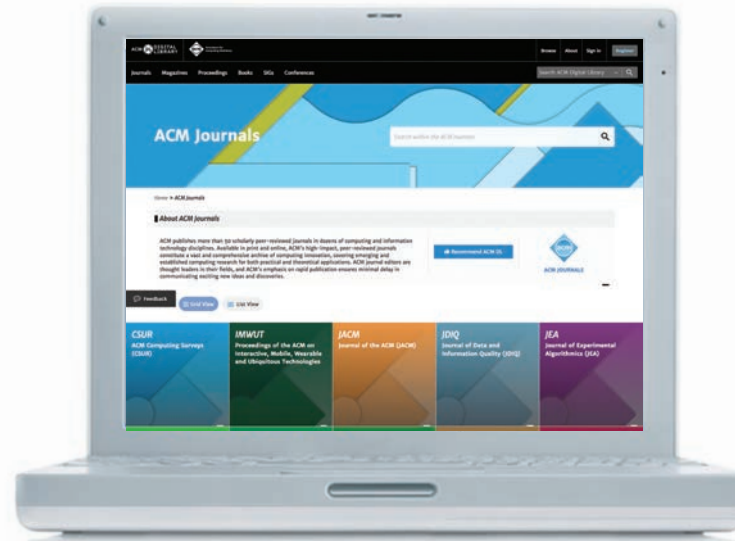 ACM DIGITAL LIBRARY
Browse About Sign In Register
Journals Magazines Proceedings Books SIGs Conferences
Search ACM Digital Library
ACM Journals
Search within the ACM Journals
Home > ACM Journals
About ACM Journals
ACM publishes more than 50 scholarly peer-reviewed journals in dozens of computing and information
technology disciplines. Available in print and online, ACM's high-impact, peer-reviewed journals
constitute a vast and comprehensive archive of computing innovation, covering emerging and
established computing research for both practical and theoretical applications. ACM journal editors are
thought leaders in their fields, and ACM's emphasis on rapid publication ensures minimal delay in
communicating exciting new ideas and discoveries.
Recommend ACM DL
ACM JOURNALS
Feedback
Grid View
List View
CSUR
ACM Computing Surveys
(CSUR)
IMWUT
Proceedings of the ACM on
Interactive, Mobile, Wearable
and Ubiquitous Technologies
JACM
Journal of the ACM (JACM)
JDIQ
Journal of Data and
Information Quality (JDIQ)
JEA
Journal of Experimental
Algorithmics (JEA)